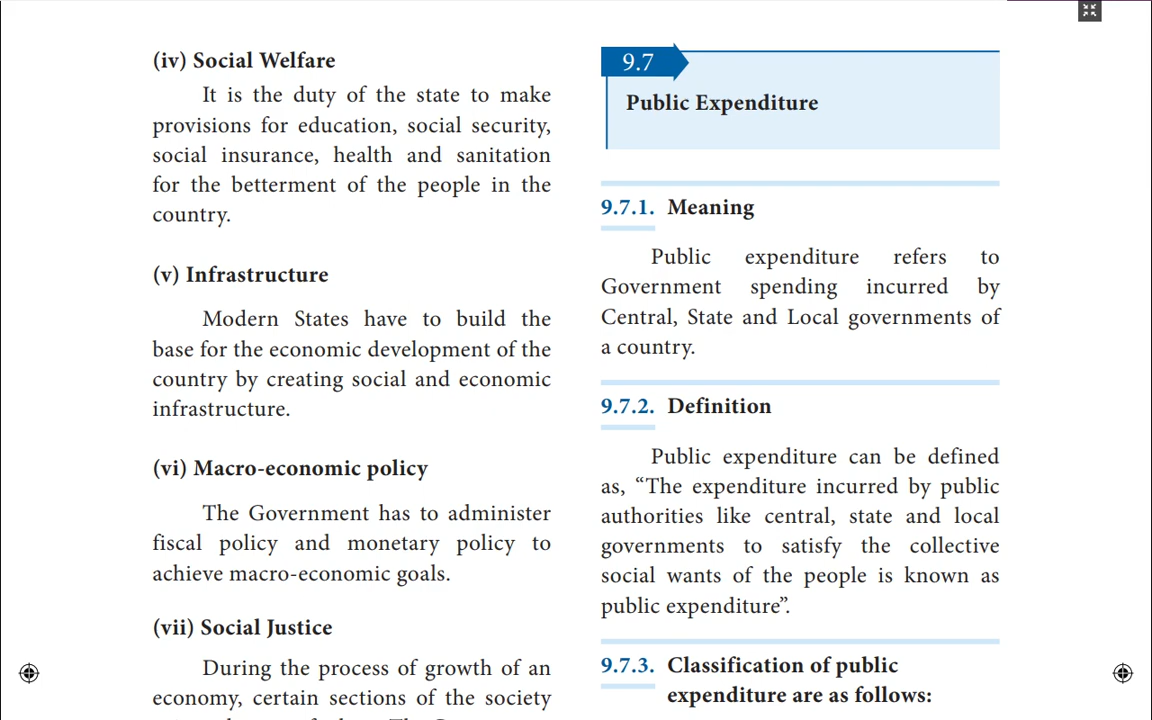 (iv) Social Welfare
It is the duty of the state to make
provisions for education, social security,
social insurance, health and sanitation
for the betterment of the people in the
country.
(v) Infrastructure
Modern States have to build the
base for the economic development of the
country by creating social and economic
infrastructure.
(vi) Macro-economic policy
The Government has to administer
fiscal policy and monetary policy to
achieve macro-economic goals.
(vii) Social Justice
During the process of growth of an
economy, certain sections of the society
9.7
Public Expenditure
9.7.1. Meaning
Public expenditure refers to
Government spending incurred by
Central, State and Local governments of
a country.
9.7.2. Definition
Public expenditure can be defined
as, “The expenditure incurred by public
authorities like central, state and local
governments to satisfy the collective
social wants of the people is known as
public expenditure”.
9.7.3. Classification of public
expenditure are as follows: